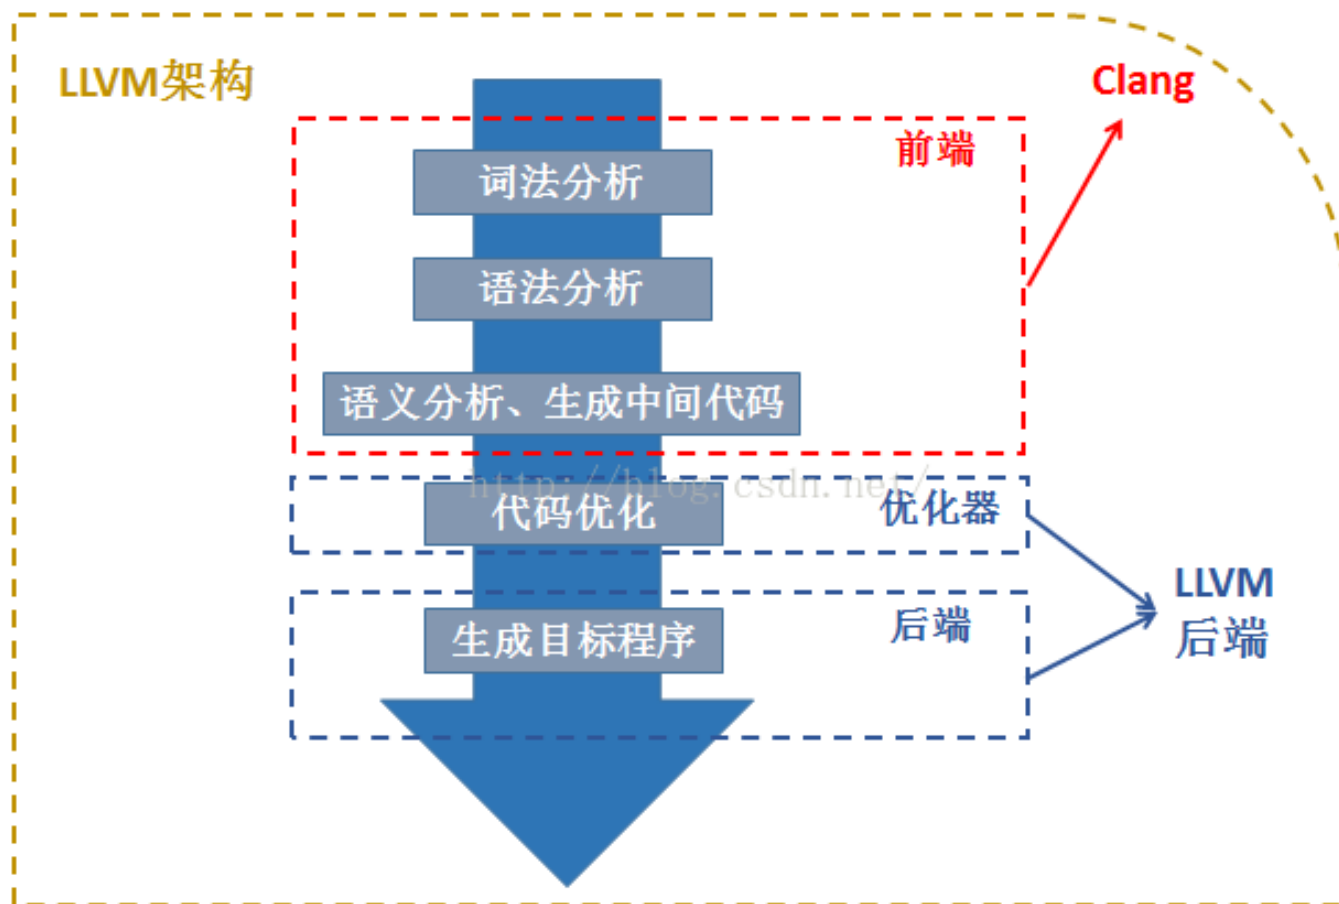 LLVM架构
Clang
前端
词法分析
语法分析
语义分析、生成中间代码
http://blog.csdn.net/
代码优化
优化器
生成目标程序
后端
LLVM
后端